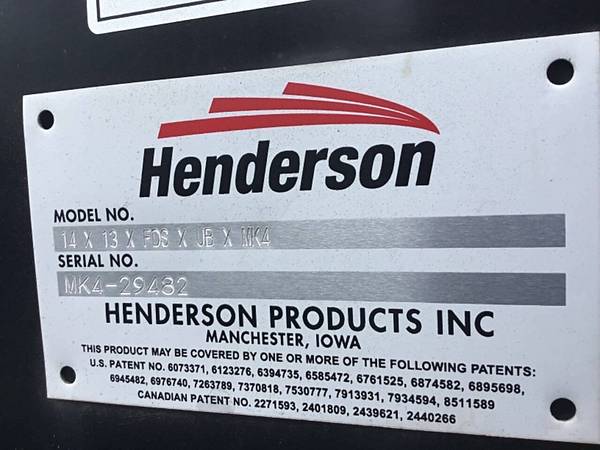 Henderson
MODEL NO.
14 X 13 X FDS X JB X MK4
SERIAL NO.
MK4-29482
HENDERSON PRODUCTS INC
MANCHESTER, IOWA
THIS PRODUCT MAY BE COVERED BY ONE OR MORE OF THE FOLLOWING PATENTS:
U.S. PATENT NO. 6073371, 6123276, 6394735, 6585472, 6761525, 6874582, 6895698,
6945482, 6976740, 7263789, 7370818, 7530777, 7913931, 7934594, 8511589
CANADIAN PATENT NO. 2271593, 2401809, 2439621, 2440266